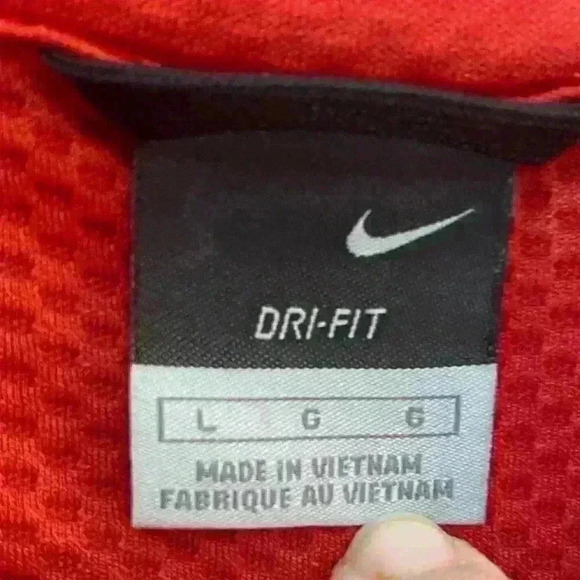 DRI-FIT
L G G
MADE IN VIETNAM
FABRIQUE AU VIETNAM